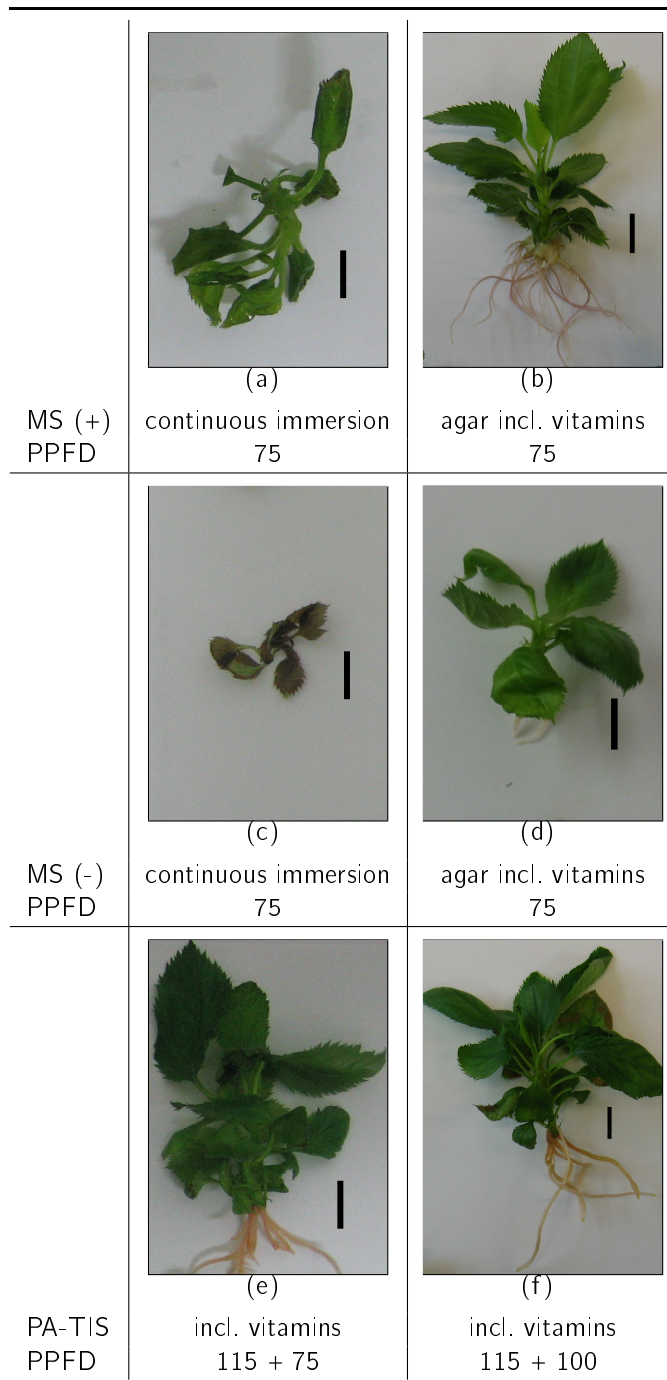 (a) (b)
MS (+) continuous immersion agar incl. vitamins
PPFD 75 75
(c) (d)
MS (-) continuous immersion agar incl. vitamins
PPFD 75 75
(e) (f)
PA-TIS incl. vitamins incl. vitamins
PPFD 115 + 75 115 + 100